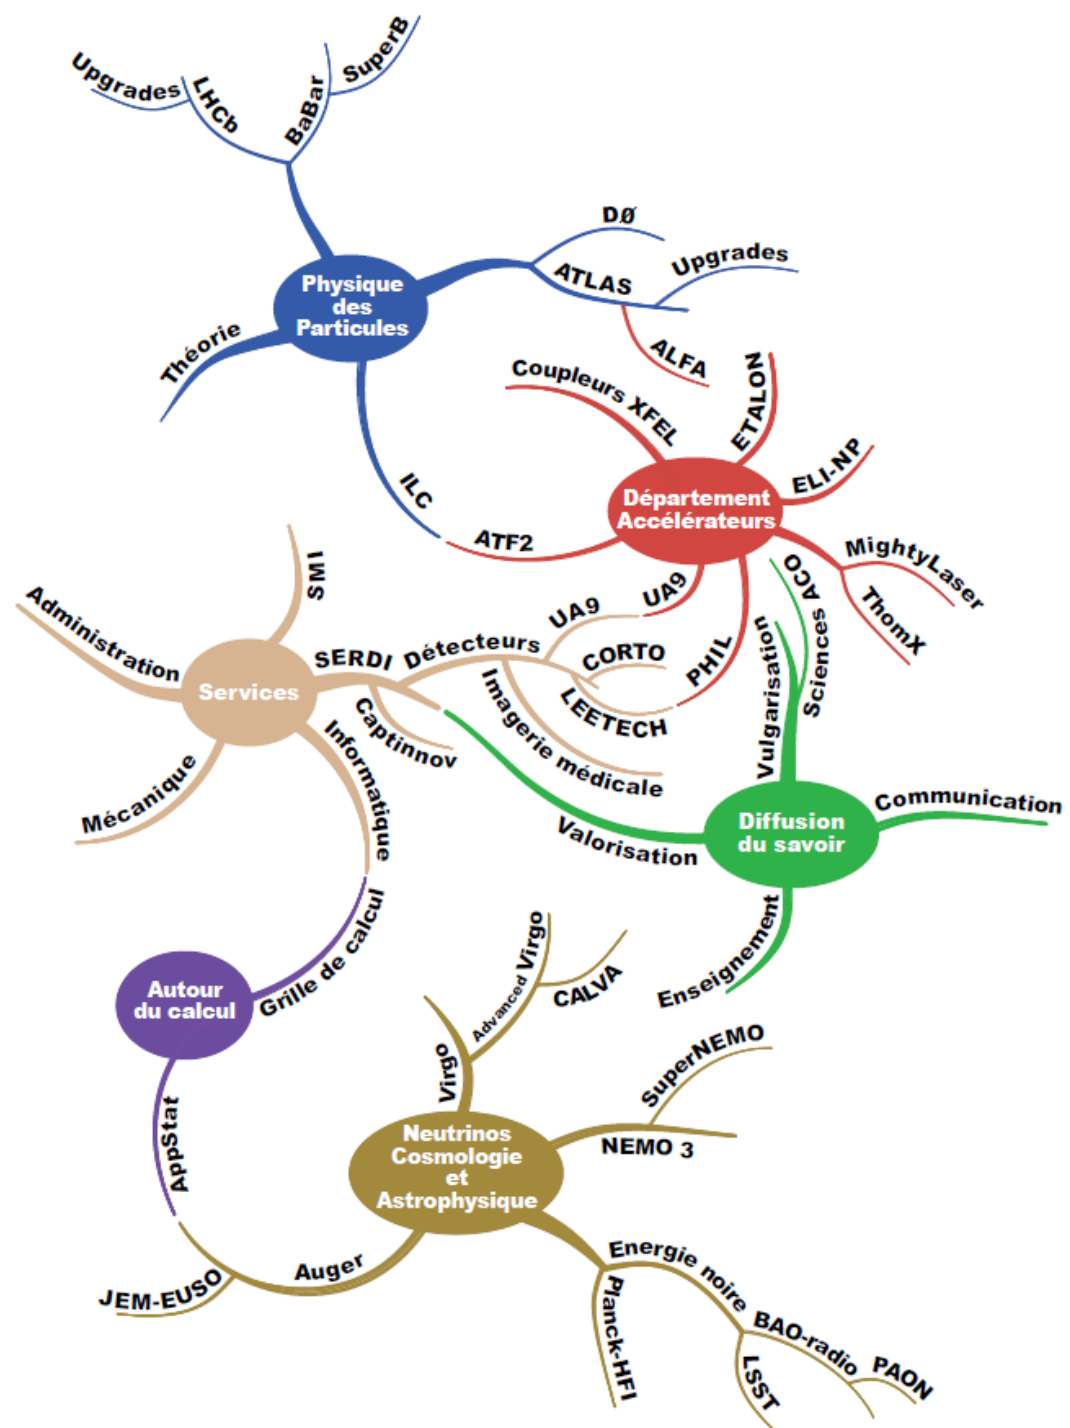 Upgrades
LHCb
BaBar
SuperB
Physique
des
Particules
Théorie
DØ
ATLAS
Upgrades
ALFA
ILC
Coupleurs XFEL
ETALON
ELI-NP
Département
Accélérateurs
ATF2
MightyLaser
ThomX
UA9
PHIL
SMI
Administration
Services
SERDI
Détecteurs
UA9
CORTO
LEETECH
Imagerie médicale
Captinnov
Informatique
Mécanique
Sciences ACO
Vulgarisation
Diffusion
du savoir
Communication
Valorisation
Enseignement
Autour
du calcul
Grille de calcul
AppStat
Virgo
Advanced Virgo
CALVA
Neutrinos
Cosmologie
et
Astrophysique
SuperNEMO
NEMO 3
Auger
JEM-EUSO
Energie noire
Planck-HFI
BAO-radio
PAON
LSST